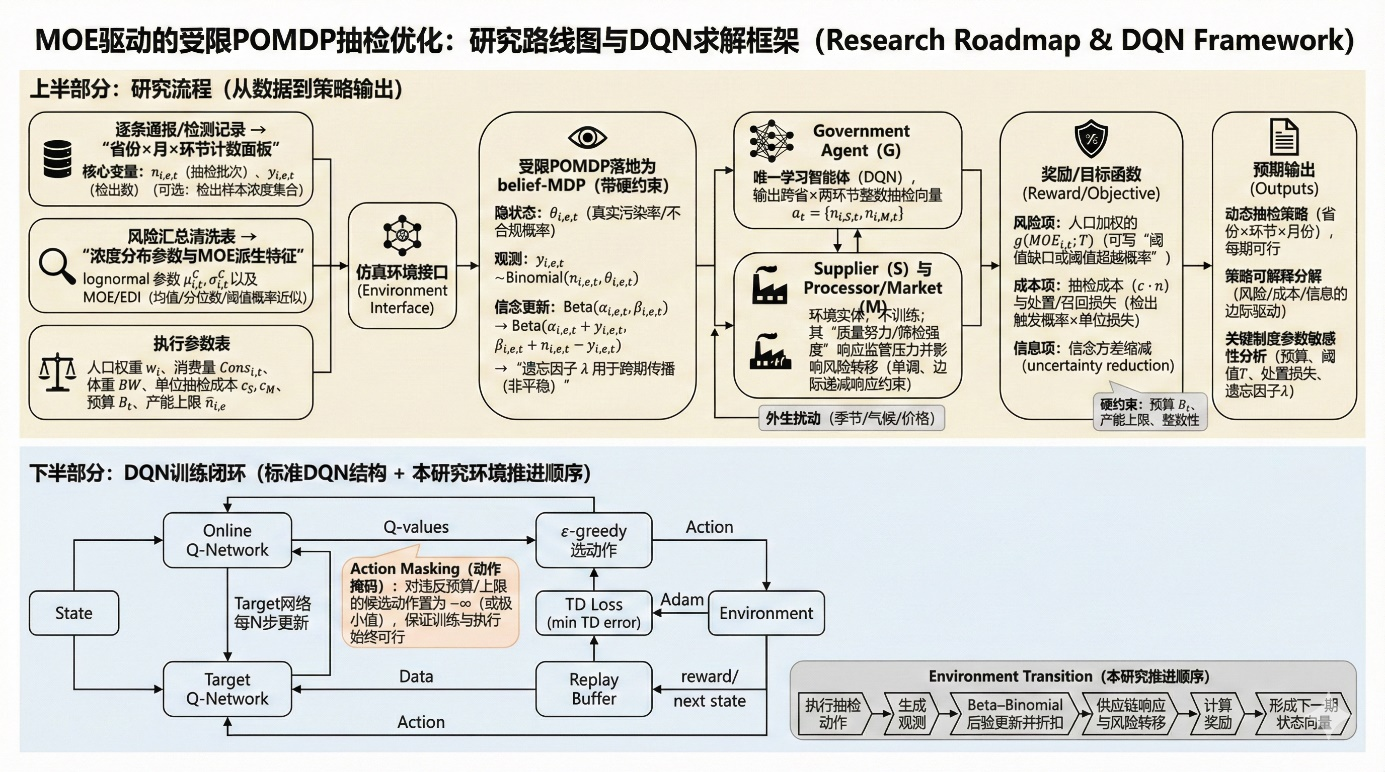 MOE驱动的受限POMDP抽检优化：研究路线图与DQN求解框架（Research Roadmap & DQN Framework）
上半部分：研究流程（从数据到策略输出）
逐条通报/检测记录 →
“省份×月×环节计数面板”
核心变量：n_{i,e,t}（抽检批次）、y_{i,e,t}
（检出数）（可选：检出样本浓度集合）
风险汇总清洗表 →
“浓度分布参数与MOE派生特征”
lognormal 参数 μ^C_{i,t}, σ^C_{i,t}以及
MOE/EDI（均值/分位数/阈值概率近似）
执行参数表
人口权重 w_i、消费量 Cons_{i,t}、
体重 BW、单位抽检成本 c_S, c_M、
预算 B_t、产能上限 n̄_{i,e}
仿真环境接口
(Environment
Interface)
受限POMDP落地为
belief-MDP（带硬约束）
隐状态：θ_{i,e,t}（真实污染率/不
合规概率）
观测：y_{i,e,t}
~Binomial(n_{i,e,t}, θ_{i,e,t})
信念更新：Beta(α_{i,e,t}, β_{i,e,t})
→ Beta(α_{i,e,t} + y_{i,e,t},
β_{i,e,t} + n_{i,e,t} − y_{i,e,t})
→ “遗忘因子 λ 用于跨期传播
（非平稳）”
Government
Agent（G）
唯一学习智能体（DQN），
输出跨省×两环节整数抽检向量
a_t = {n_{i,S,t}, n_{i,M,t}}
Supplier（S）与
Processor/Market
（M）
环境实体，不训练；
其“质量努力/筛检强
度”响应监管压力并影
响风险转移（单调、边
际递减响应约束）
外生扰动（季节/气候/价格）
奖励/目标函数
(Reward/Objective)
风险项：人口加权的
g(MOE_{i,t}; T)（可写“阈
值缺口或阈值超越概率”）
成本项：抽检成本（c · n）
与处置/召回损失（检出
触发概率×单位损失）
信息项：信念方差缩减
(uncertainty reduction)
硬约束：预算 B_t、
产能上限、整数性
预期输出
(Outputs)
动态抽检策略（省
份×环节×月份），
每期可行
策略可解释分解
（风险/成本/信息的
边际驱动）
关键制度参数敏感
性分析（预算、阈
值T、处置损失、
遗忘因子λ）
下半部分：DQN训练闭环（标准DQN结构 + 本研究环境推进顺序）
State
Online
Q-Network
Target网络
每N步更新
Target
Q-Network
Q-values
Action Masking（动作
掩码）：对违反预算/上限
的候选动作置为 −∞（或极
小值），保证训练与执行
始终可行
Data
Action
ε-greedy
选动作
TD Loss
(min TD error)
Replay
Buffer
Action
Adam
Environment
reward/
next state
Environment Transition（本研究推进顺序）
执行抽检
动作
生成
观测
Beta–Binomial
后验更新并折扣
供应链响应
与风险转移
计算
奖励
形成下一期
状态向量